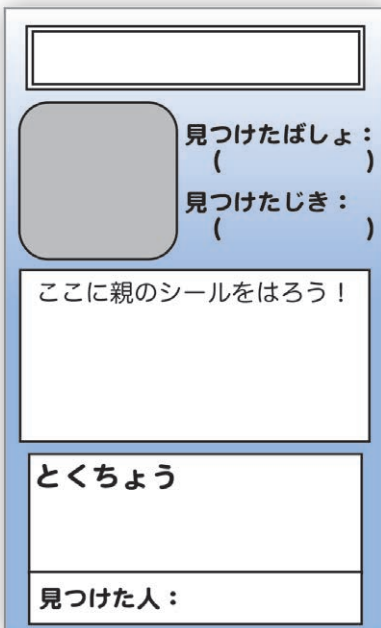 見つけたばしょ：
(　　　　　)
見つけたじき：
(　　　　　)
ここに親のシールをはろう！
とくちょう
見つけた人：